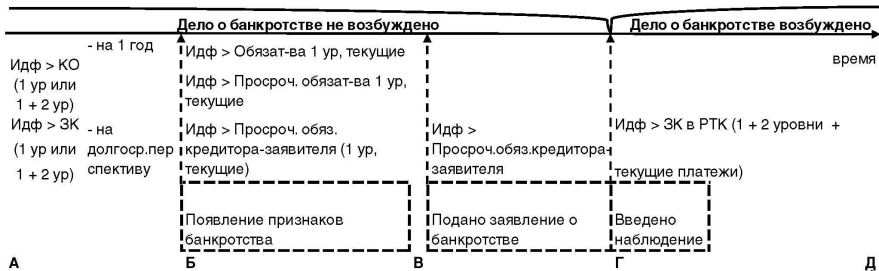 Дело о банкротстве не возбуждено
Дело о банкротстве возбуждено
время
Идф > КО
(1 ур или
1 + 2 ур)
Идф > ЗК
(1 ур или
1 + 2 ур)
- на 1 год
- на
долгоср.пер
спективу
Идф > Обязат-ва 1 ур, текущие
Идф > Просроч. обязат-ва 1 ур,
текущие
Идф > Просроч. обяз.
кредитора-заявителя (1 ур,
текущие)
Появление признаков
банкротства
Идф >
Просроч.обяз.кредитора-
заявителя
Подано заявление о
банкротстве
Идф > ЗК в РТК (1 + 2 уровни +
текущие платежи)
Введено
наблюдение
А
Б
В
Г
Д